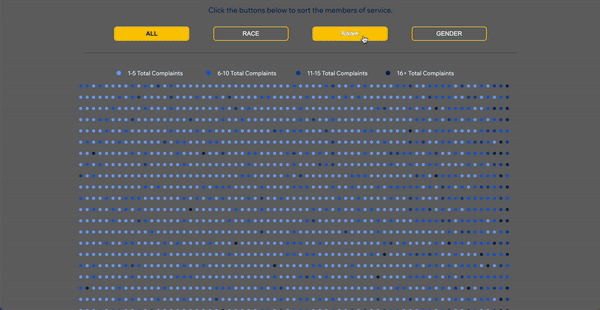 Click the buttons below to sort the members of service.
ALL
RACE
RANK
GENDER
1-5 Total Complaints
6-10 Total Complaints
11-15 Total Complaints
16+ Total Complaints